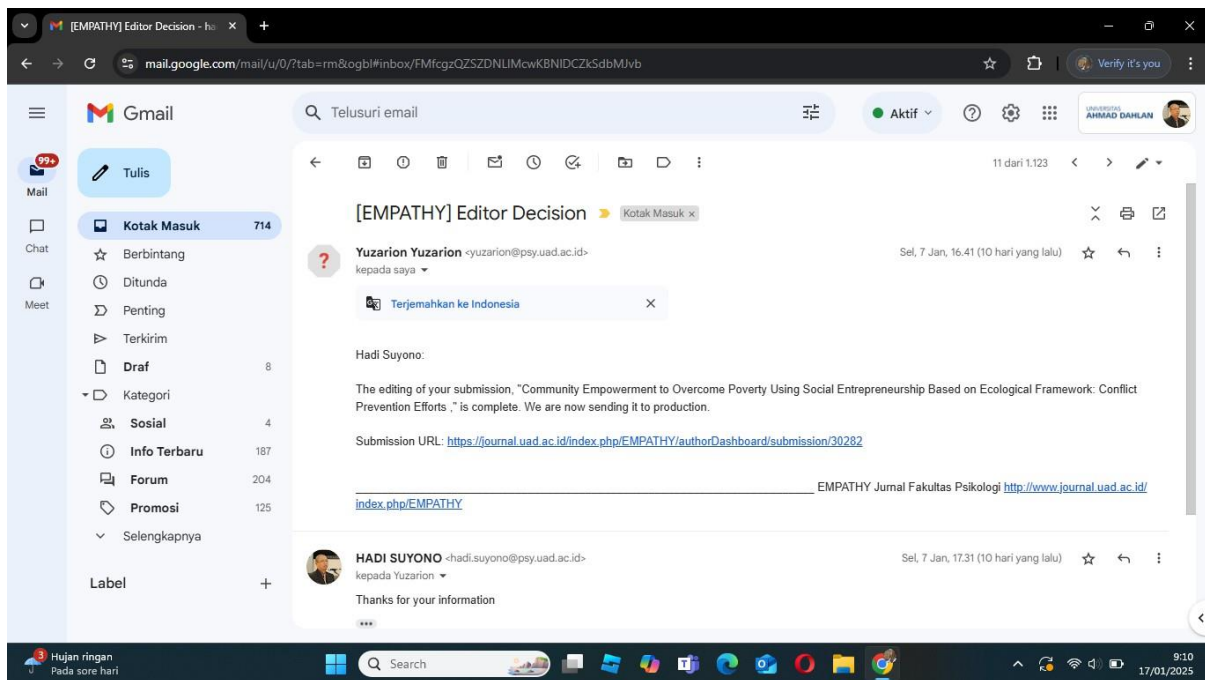 [EMPATHY] Editor Decision - ha
mail.google.com/mail/u/0/?tab=rm&ogbl#inbox/FMfcgzQZSZDNLIMcwKBNIDCZkSdbMJvb
Verify it's you
Gmail
Telusuri email
Aktif
UNIVERSITAS
AHMAD DAHLAN
99+
Mail
Chat
Meet
Tulis
Kotak Masuk 714
Berbintang
Ditunda
Penting
Terkirim
Draf 8
Kategori
Sosial 4
Info Terbaru 187
Forum 204
Promosi 125
Selengkapnya
Label
11 dari 1.123
[EMPATHY] Editor Decision
Kotak Masuk ×
Yuzarion Yuzarion <yuzarion@psy.uad.ac.id> Sel, 7 Jan, 16.41 (10 hari yang lalu)
kepada saya
Terjemahkan ke Indonesia
Hadi Suyono:
The editing of your submission, "Community Empowerment to Overcome Poverty Using Social Entrepreneurship Based on Ecological Framework: Conflict
Prevention Efforts ," is complete. We are now sending it to production.
Submission URL: https://journal.uad.ac.id/index.php/EMPATHY/authorDashboard/submission/30282
EMPATHY Jurnal Fakultas Psikologi http://www.journal.uad.ac.id/
index.php/EMPATHY
HADI SUYONO <hadi.suyono@psy.uad.ac.id> Sel, 7 Jan, 17.31 (10 hari yang lalu)
kepada Yuzarion
Thanks for your information
3
Hujan ringan
Pada sore hari
Search
9:10
17/01/2025